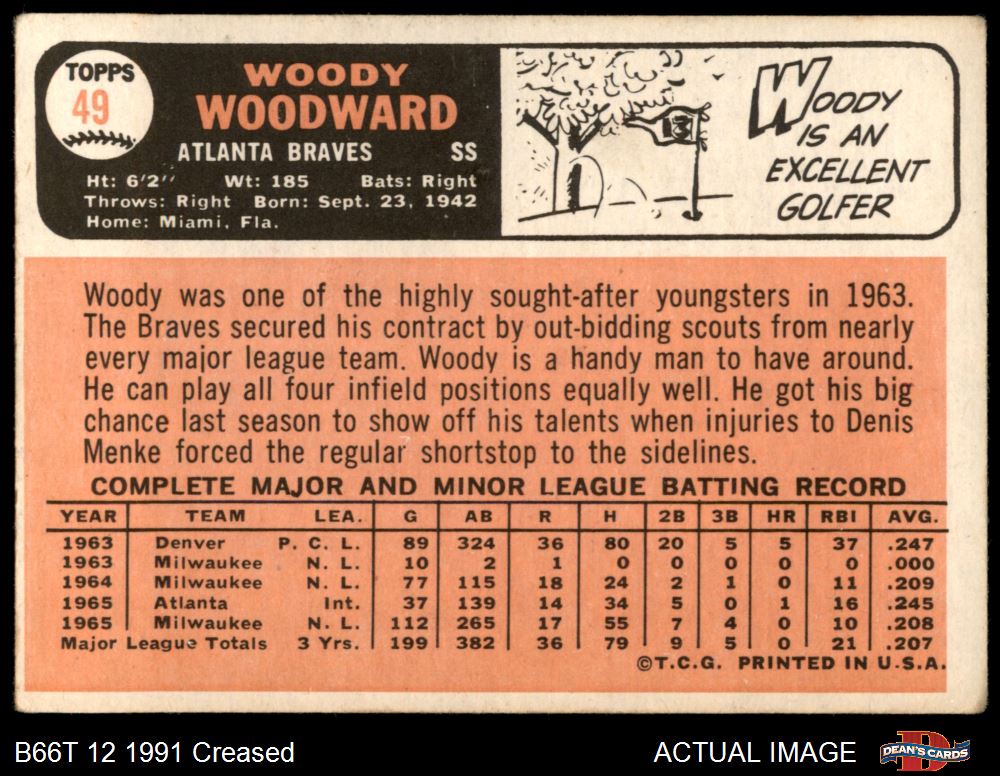 TOPPS
49
WOODY
WOODWARD
ATLANTA BRAVES SS
Ht: 6'2" Wt: 185 Bats: Right
Throws: Right Born: Sept. 23, 1942
Home: Miami, Fla.
13
WOODY
IS AN
EXCELLENT
GOLFER
Woody was one of the highly sought-after youngsters in 1963.
The Braves secured his contract by out-bidding scouts from nearly
every major league team. Woody is a handy man to have around.
He can play all four infield positions equally well. He got his big
chance last season to show off his talents when injuries to Denis
Menke forced the regular shortstop to the sidelines.
COMPLETE MAJOR AND MINOR LEAGUE BATTING RECORD
YEAR TEAM LEA. G AB R H 2B 3B HR RBI AVG.
1963 Denver P. C. L. 89 324 36 80 20 5 5 37 .247
1963 Milwaukee N. L. 10 2 1 0 0 0 0 0 .000
1964 Milwaukee N. L. 77 115 18 24 2 1 0 11 .209
1965 Atlanta Int. 37 139 14 34 5 0 1 16 .245
1965 Milwaukee N. L. 112 265 17 55 7 4 0 10 .208
Major League Totals 3 Yrs. 199 382 36 79 9 5 0 21 .207
©T.C.G. PRINTED IN U.S.A.
B66T 12 1991 Creased ACTUAL IMAGE DEAN'S CARDS